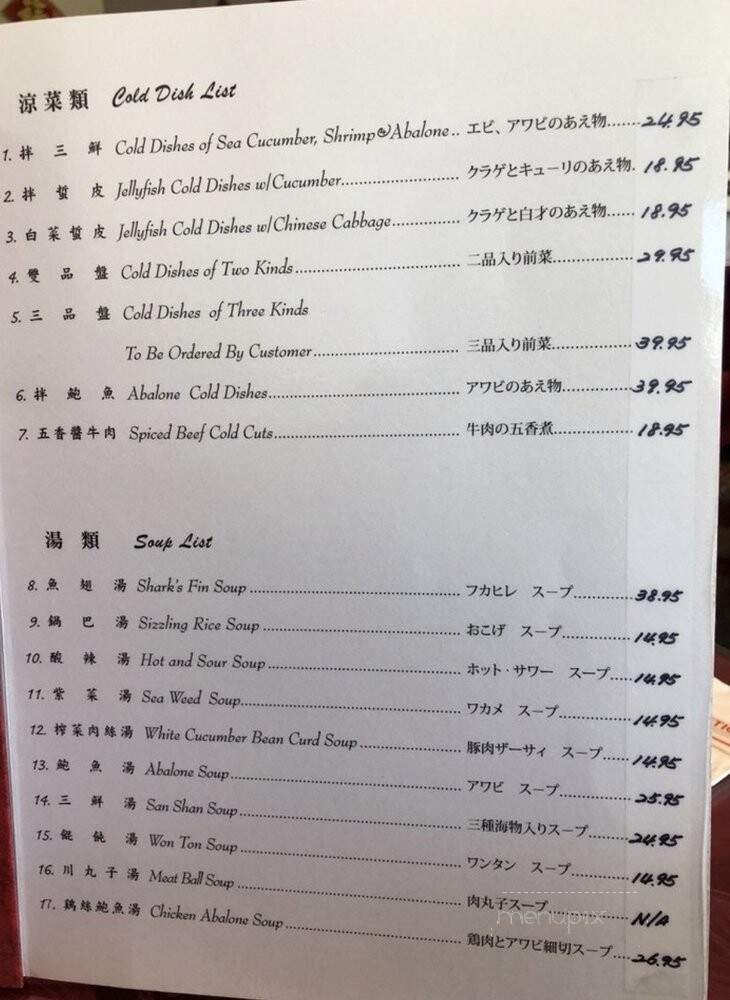 涼菜類 Cold Dish List
1. 拌三鮮 Cold Dishes of Sea Cucumber, Shrimp & Abalone.. エビ、アワビのあえ物.......24.95
2. 拌蜇皮 Jellyfish Cold Dishes w/Cucumber........................ クラゲとキューリのあえ物. 18.95
3. 白菜蜇皮 Jellyfish Cold Dishes w/Chinese Cabbage.............. クラゲと白才のあえ物...... 18.95
4. 雙品盤 Cold Dishes of Two Kinds................................. 二品入り前菜..................29.95
5. 三品盤 Cold Dishes of Three Kinds
To Be Ordered By Customer............................. 三品入り前菜..................39.95
6. 拌鮑魚 Abalone Cold Dishes...................................... アワビのあえ物...............39.95
7. 五香醬牛肉 Spiced Beef Cold Cuts..................................... 牛肉の五香煮..................18.95
湯類 Soup List
8. 魚翅湯 Shark's Fin Soup ......................................... フカヒレ スープ.............38.95
9. 鍋巴湯 Sizzling Rice Soup ....................................... おこげ スープ...............14.95
10. 酸辣湯 Hot and Sour Soup...................................... ホット・サワー スープ.....14.95
11. 紫菜湯 Sea Weed Soup.......................................... ワカメ スープ...............14.95
12. 榨菜肉絲湯 White Cucumber Bean Curd Soup .................... 豚肉ザーサィ スープ......14.95
13. 鮑魚湯 Abalone Soup............................................. アワビ スープ...............25.95
14. 三鮮湯 San Shan Soup............................................ 三種海物入りスープ........24.95
15. 餛飩湯 Won Ton Soup............................................ ワンタン スープ.............14.95
16. 川丸子湯 Meat Ball Soup............................................ 肉丸子スープ..................N/A
17. 鶏絲鮑魚湯 Chicken Abalone Soup.................................... 鶏肉とアワビ細切スープ....26.95
menupix